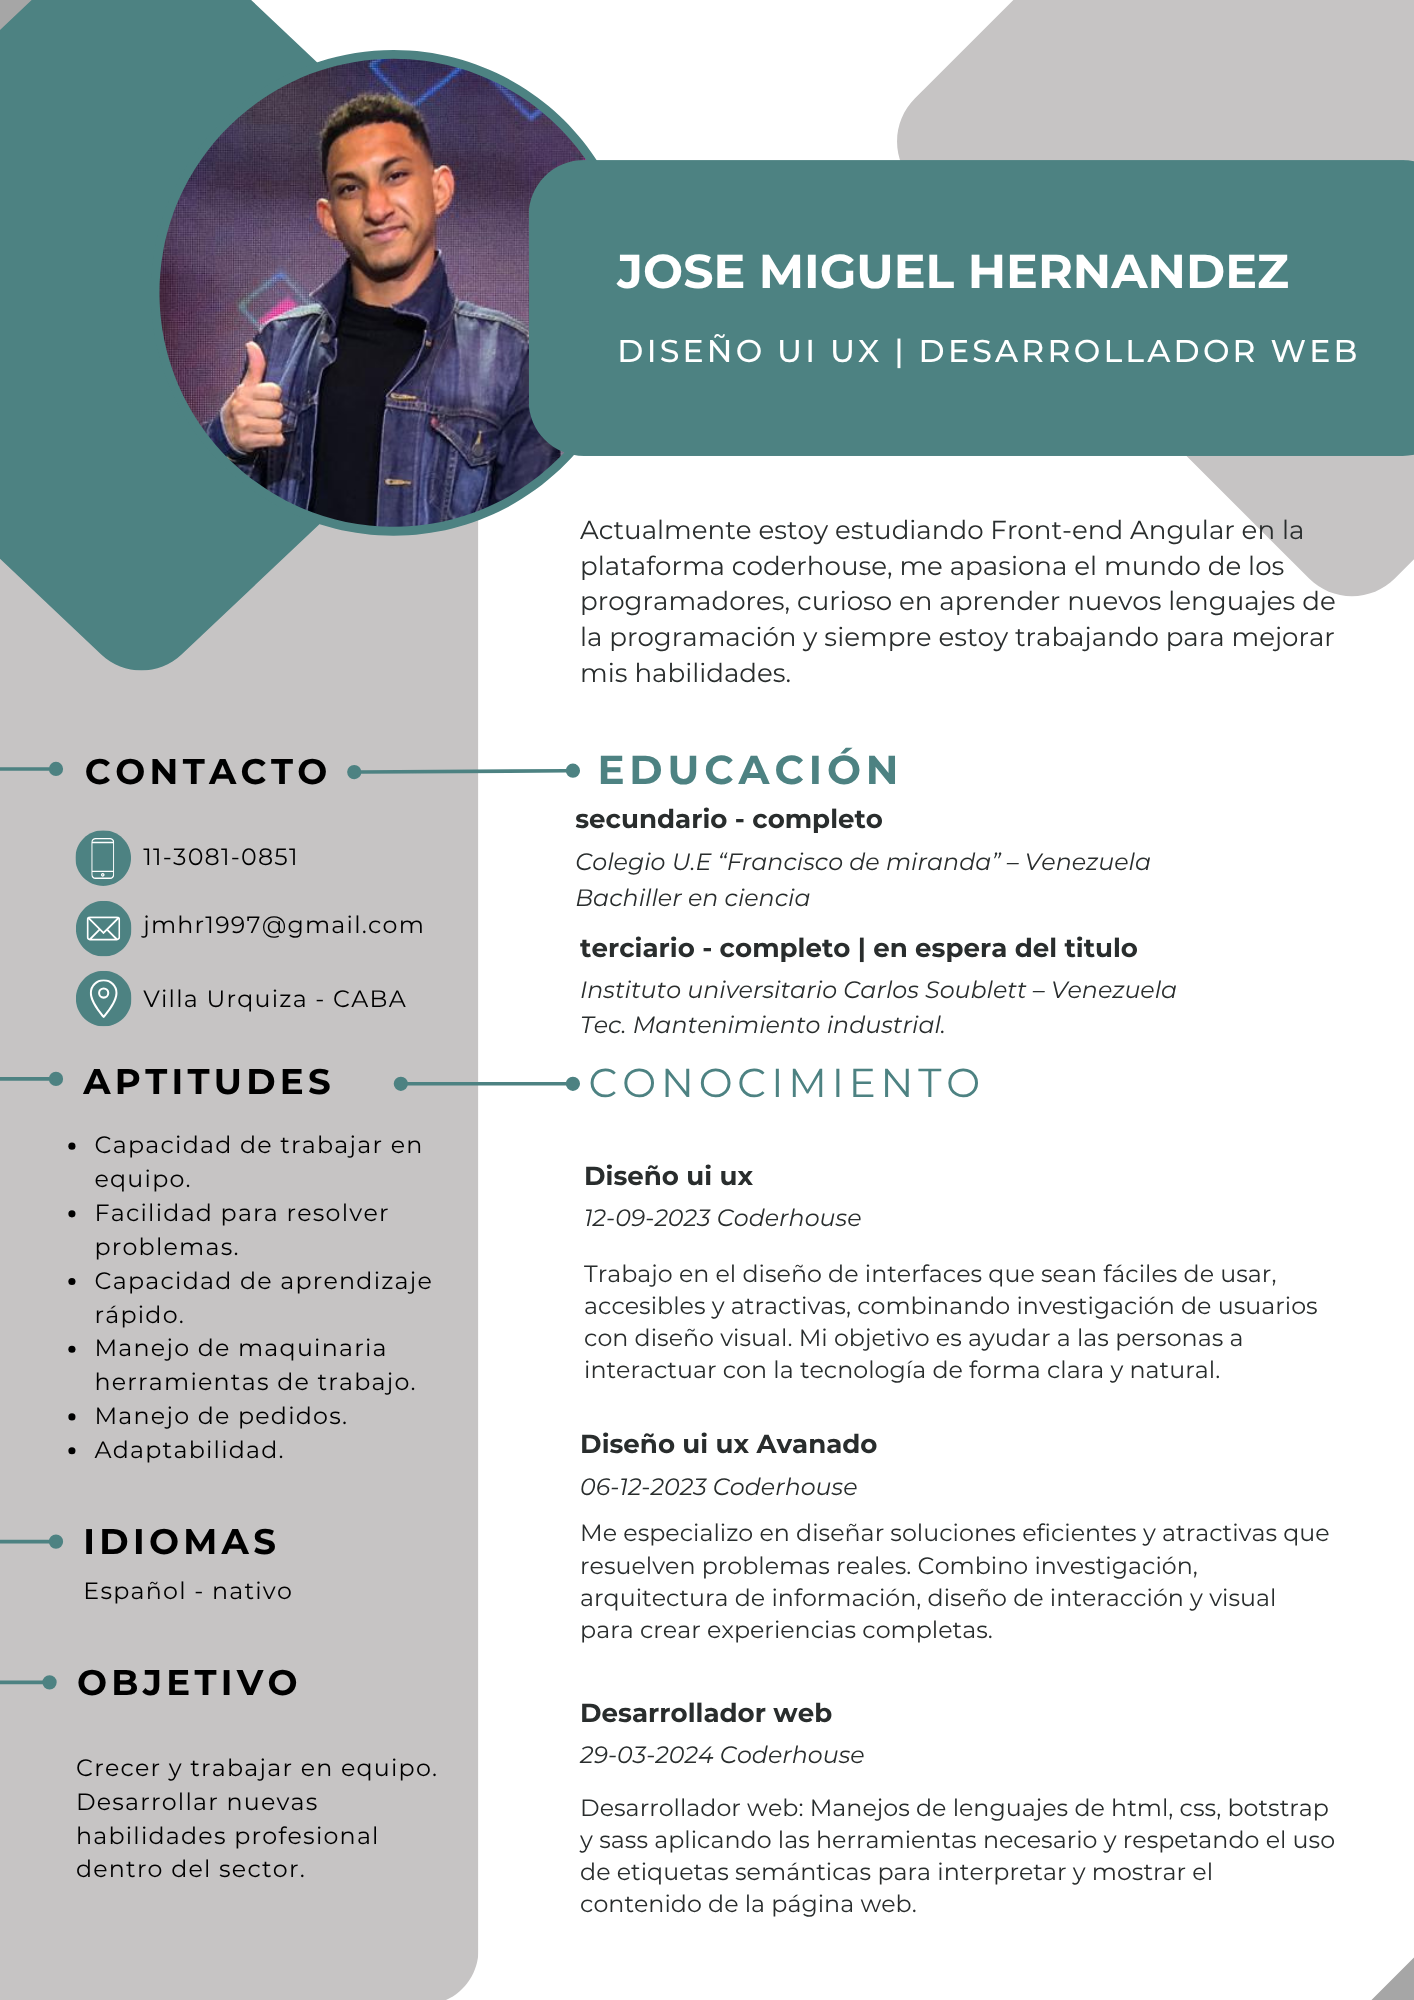 JOSE MIGUEL HERNANDEZ
DISEÑO UI UX | DESARROLLADOR WEB
Actualmente estoy estudiando Front-end Angular en la
plataforma coderhouse, me apasiona el mundo de los
programadores, curioso en aprender nuevos lenguajes de
la programación y siempre estoy trabajando para mejorar
mis habilidades.
CONTACTO
11-3081-0851
jmhr1997@gmail.com
Villa Urquiza - CABA
APTITUDES
• Capacidad de trabajar en
equipo.
• Facilidad para resolver
problemas.
• Capacidad de aprendizaje
rápido.
• Manejo de maquinaria
herramientas de trabajo.
• Manejo de pedidos.
• Adaptabilidad.
IDIOMAS
Español - nativo
OBJETIVO
Crecer y trabajar en equipo.
Desarrollar nuevas
habilidades profesional
dentro del sector.
EDUCACIÓN
secundario - completo
Colegio U.E “Francisco de miranda” – Venezuela
Bachiller en ciencia
terciario - completo | en espera del titulo
Instituto universitario Carlos Soublett – Venezuela
Tec. Mantenimiento industrial.
CONOCIMIENTO
Diseño ui ux
12-09-2023 Coderhouse
Trabajo en el diseño de interfaces que sean fáciles de usar,
accesibles y atractivas, combinando investigación de usuarios
con diseño visual. Mi objetivo es ayudar a las personas a
interactuar con la tecnología de forma clara y natural.
Diseño ui ux Avanado
06-12-2023 Coderhouse
Me especializo en diseñar soluciones eficientes y atractivas que
resuelven problemas reales. Combino investigación,
arquitectura de información, diseño de interacción y visual
para crear experiencias completas.
Desarrollador web
29-03-2024 Coderhouse
Desarrollador web: Manejos de lenguajes de html, css, botstrap
y sass aplicando las herramientas necesario y respetando el uso
de etiquetas semánticas para interpretar y mostrar el
contenido de la página web.